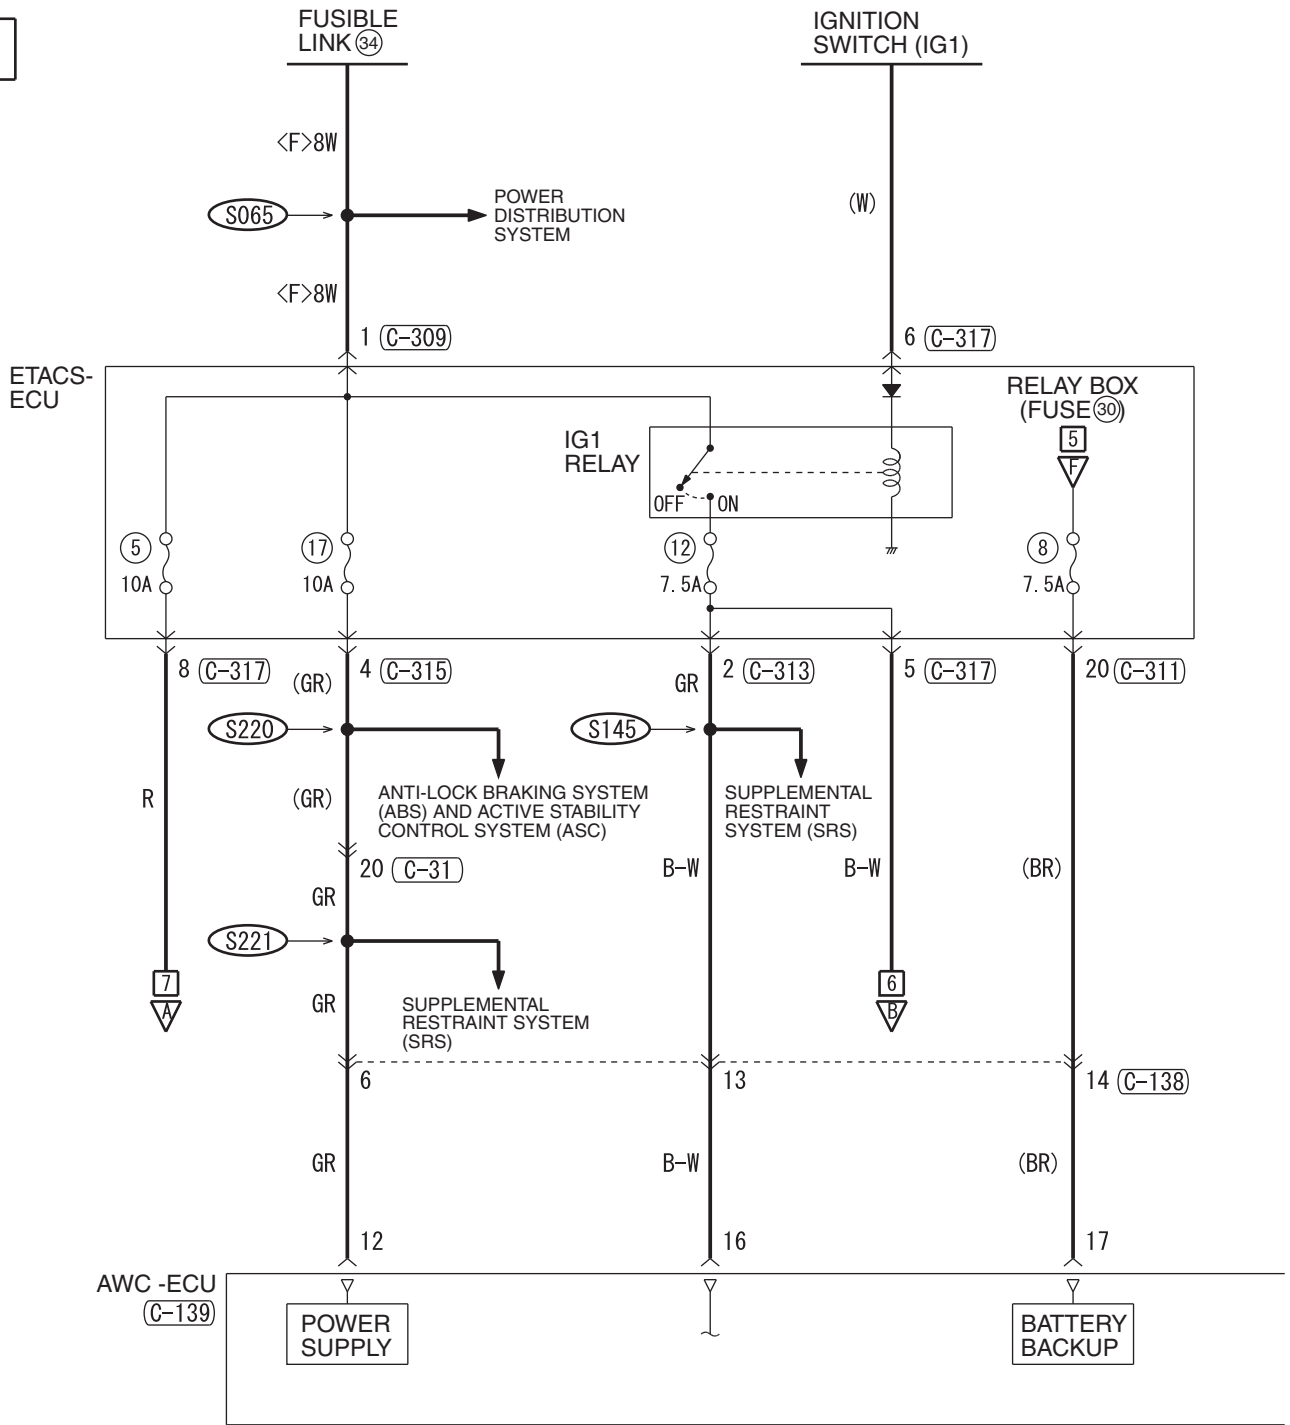 FUSIBLE
LINK 34
IGNITION
SWITCH (IG1)
<F>8W
S065
POWER
DISTRIBUTION
SYSTEM
(W)
<F>8W
1 C-309
6 C-317
ETACS-
ECU
RELAY BOX
(FUSE 30)
5
F
IG1
RELAY
OFF
ON
5
10A
17
10A
12
7.5A
8
7.5A
8 C-317
(GR)
4 C-315
GR
2 C-313
5 C-317
20 C-311
S220
S145
R
(GR)
ANTI-LOCK BRAKING SYSTEM
(ABS) AND ACTIVE STABILITY
CONTROL SYSTEM (ASC)
SUPPLEMENTAL
RESTRAINT
SYSTEM (SRS)
20 C-31
B-W
B-W
(BR)
GR
S221
7
A
GR
SUPPLEMENTAL
RESTRAINT SYSTEM
(SRS)
6
B
6
13
14 C-138
GR
B-W
(BR)
12
16
17
AWC -ECU
C-139
POWER
SUPPLY
BATTERY
BACKUP